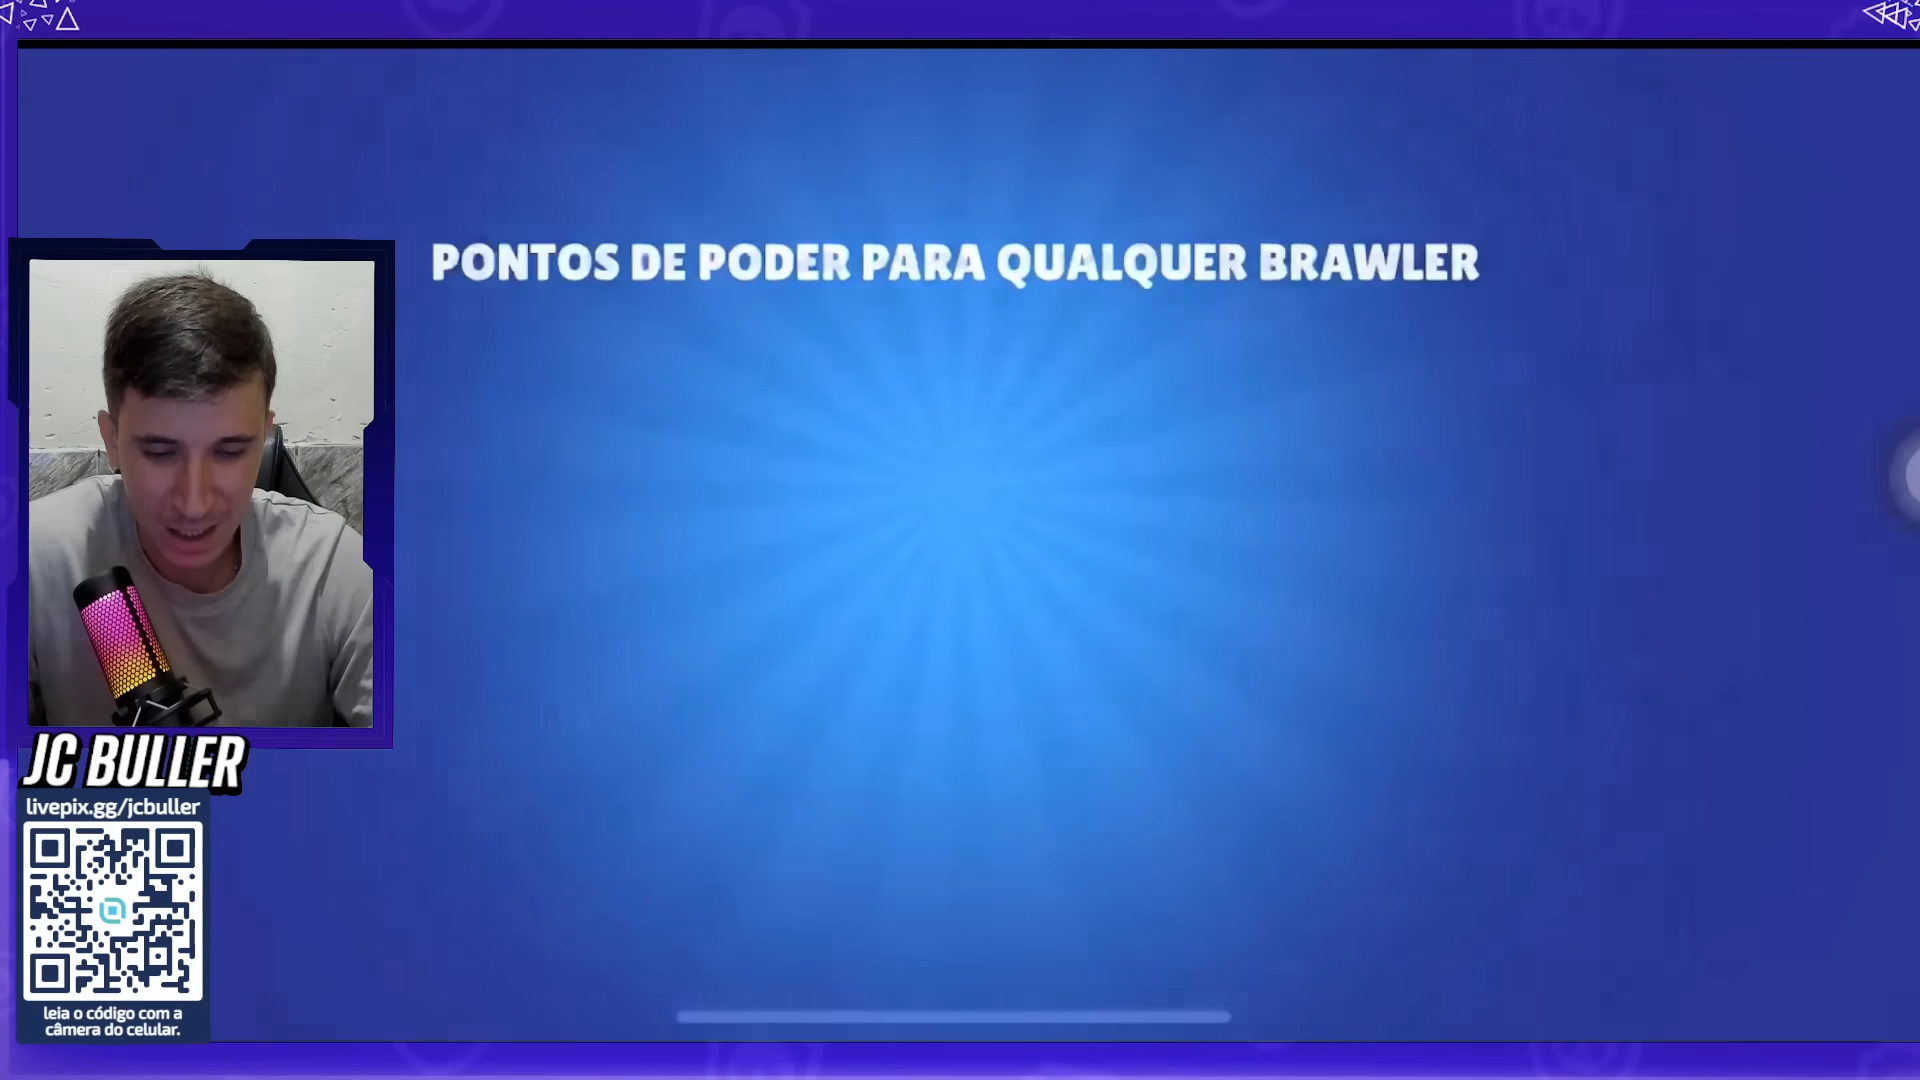 PONTOS DE PODER PARA QUALQUER BRAWLER
JC BULLER
livepix.gg/jcbuller
leia o código com a
câmera do celular.